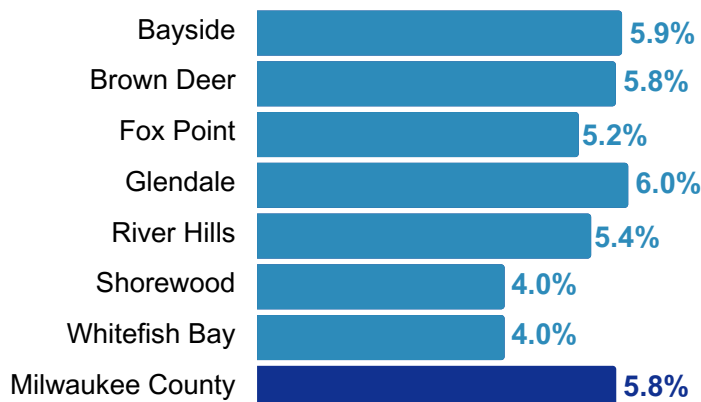 Bayside 5.9%
Brown Deer 5.8%
Fox Point 5.2%
Glendale 6.0%
River Hills 5.4%
Shorewood 4.0%
Whitefish Bay 4.0%
Milwaukee County 5.8%